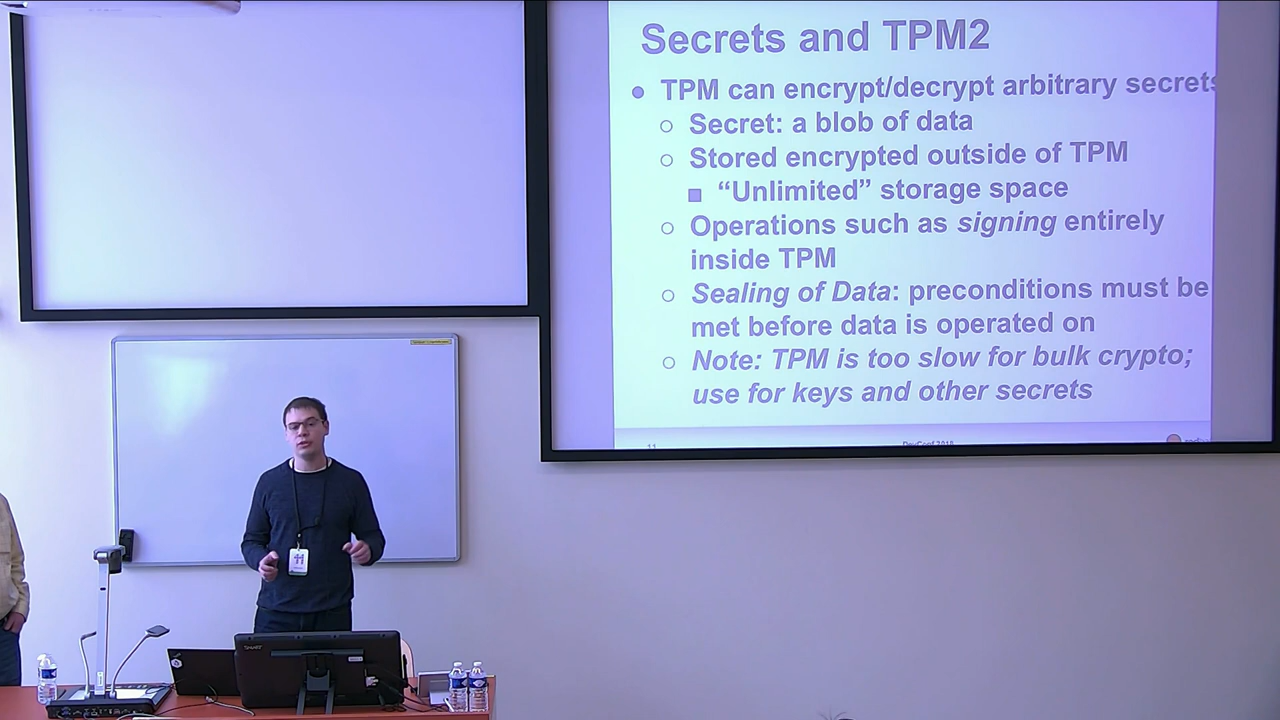 Secrets and TPM2
● TPM can encrypt/decrypt arbitrary secrets
○ Secret: a blob of data
○ Stored encrypted outside of TPM
■ “Unlimited” storage space
○ Operations such as signing entirely
inside TPM
○ Sealing of Data: preconditions must be
met before data is operated on
○ Note: TPM is too slow for bulk crypto;
use for keys and other secrets
11